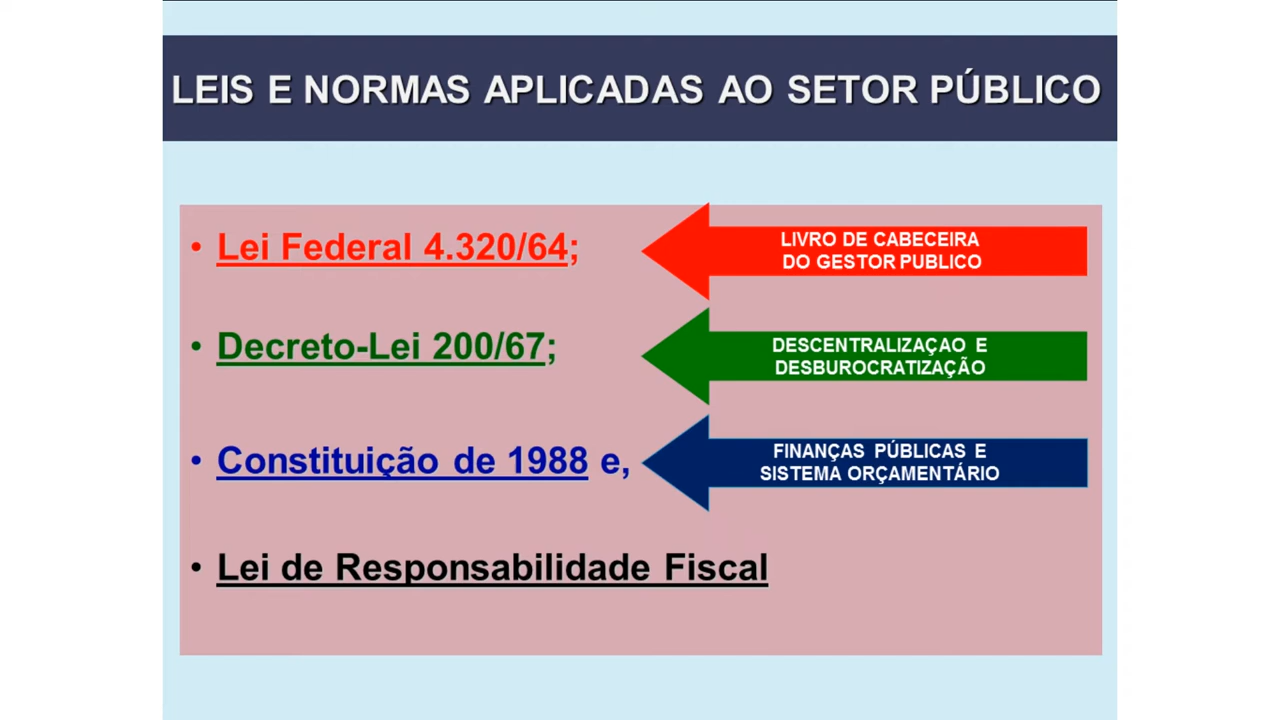 LEIS E NORMAS APLICADAS AO SETOR PÚBLICO
• Lei Federal 4.320/64;
LIVRO DE CABECEIRA
DO GESTOR PUBLICO
• Decreto-Lei 200/67;
DESCENTRALIZAÇAO E
DESBUROCRATIZAÇÃO
• Constituição de 1988 e,
FINANÇAS PÚBLICAS E
SISTEMA ORÇAMENTÁRIO
• Lei de Responsabilidade Fiscal